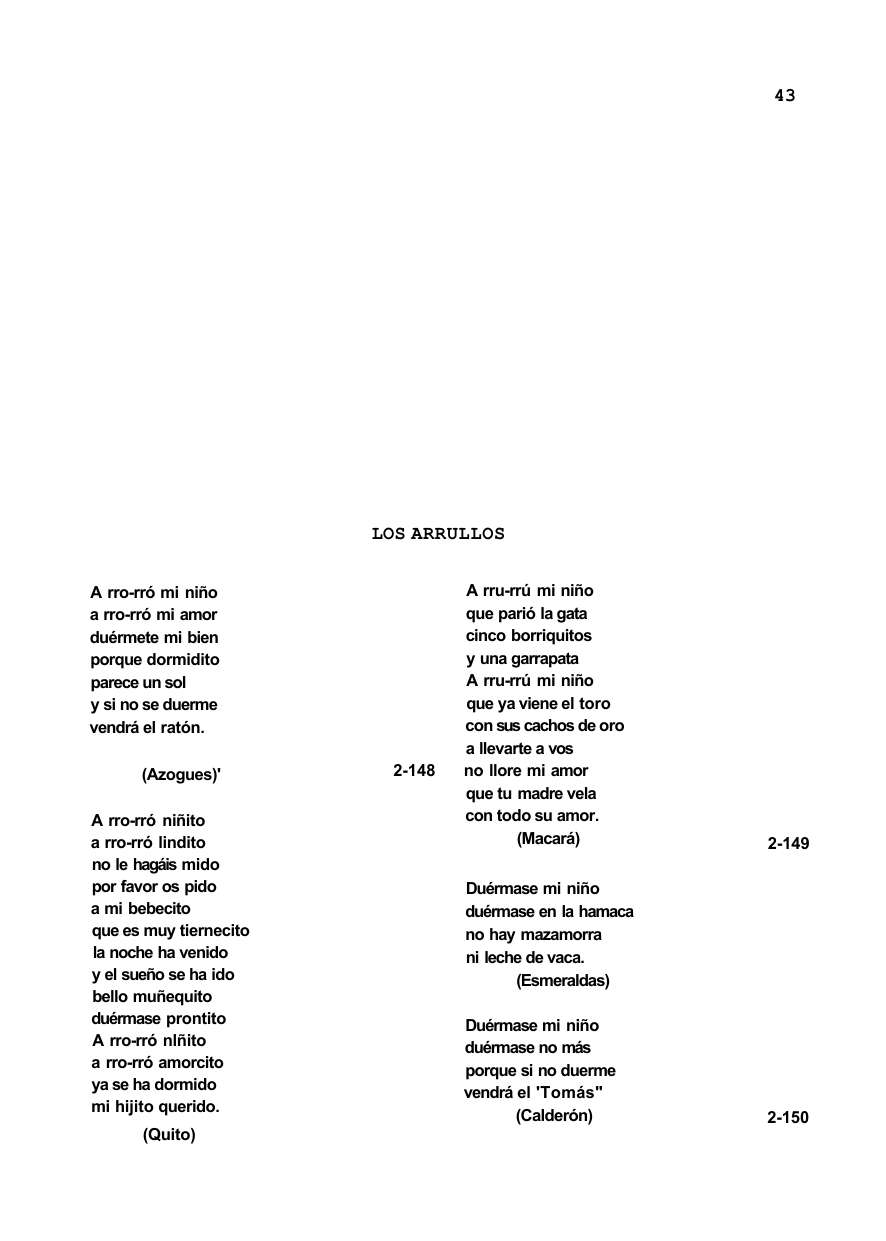 43
LOS ARRULLOS
A rro-rró mi niño
a rro-rró mi amor
duérmete mi bien
porque dormidito
parece un sol
y si no se duerme
vendrá el ratón.
(Azogues)'
2-148
A rro-rró niñito
a rro-rró lindito
no le hagáis mido
por favor os pido
a mi bebecito
que es muy tiernecito
la noche ha venido
y el sueño se ha ido
bello muñequito
duérmase prontito
A rro-rró nlñito
a rro-rró amorcito
ya se ha dormido
mi hijito querido.
(Quito)
A rru-rrú mi niño
que parió la gata
cinco borriquitos
y una garrapata
A rru-rrú mi niño
que ya viene el toro
con sus cachos de oro
a llevarte a vos
no llore mi amor
que tu madre vela
con todo su amor.
(Macará)
2-149
Duérmase mi niño
duérmase en la hamaca
no hay mazamorra
ni leche de vaca.
(Esmeraldas)
Duérmase mi niño
duérmase no más
porque si no duerme
vendrá el 'Tomás"
(Calderón)
2-150